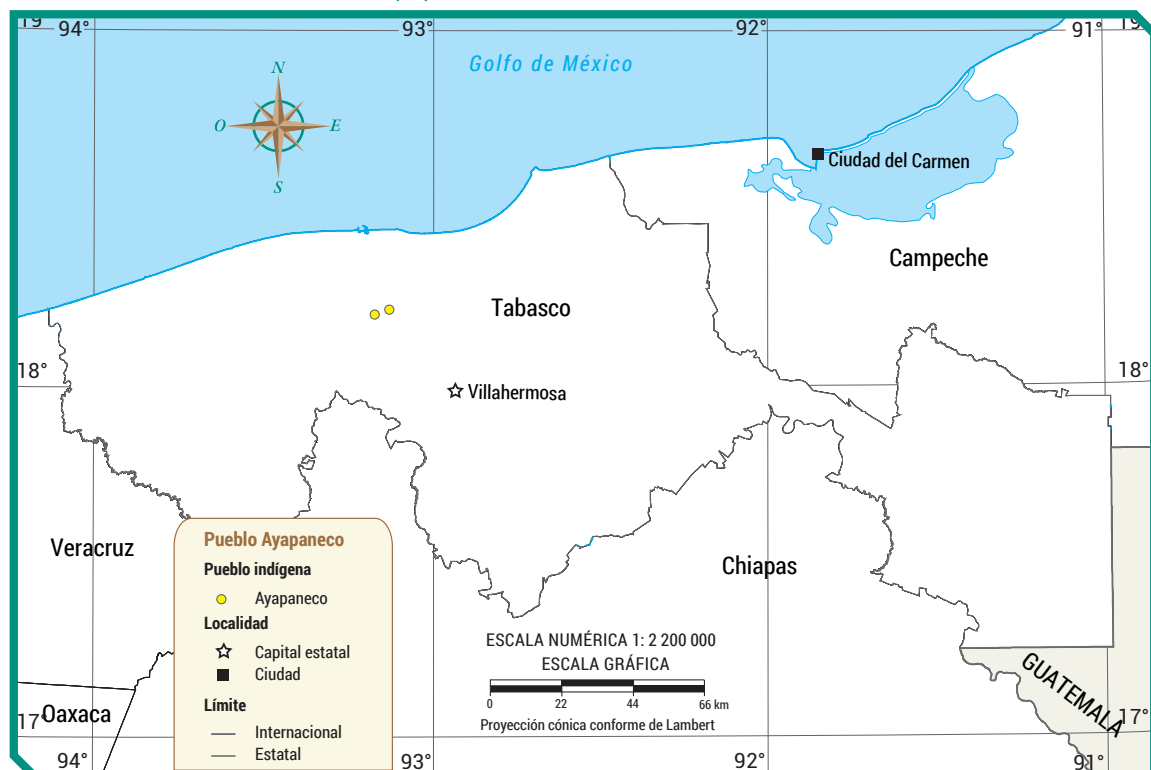 19
94°
93°
92°
91°
19
Golfo de México
N
O
E
S
Ciudad del Carmen
Campeche
Tabasco
18°
18°
Villahermosa
Veracruz
Chiapas
Pueblo Ayapaneco
Pueblo indígena
Ayapaneco
Localidad
Capital estatal
Ciudad
Límite
Internacional
Estatal
ESCALA NUMÉRICA 1: 2 200 000
ESCALA GRÁFICA
0 22 44 66 km
Proyección cónica conforme de Lambert
GUATEMALA
Oaxaca
17°
17°
94°
93°
92°
91°